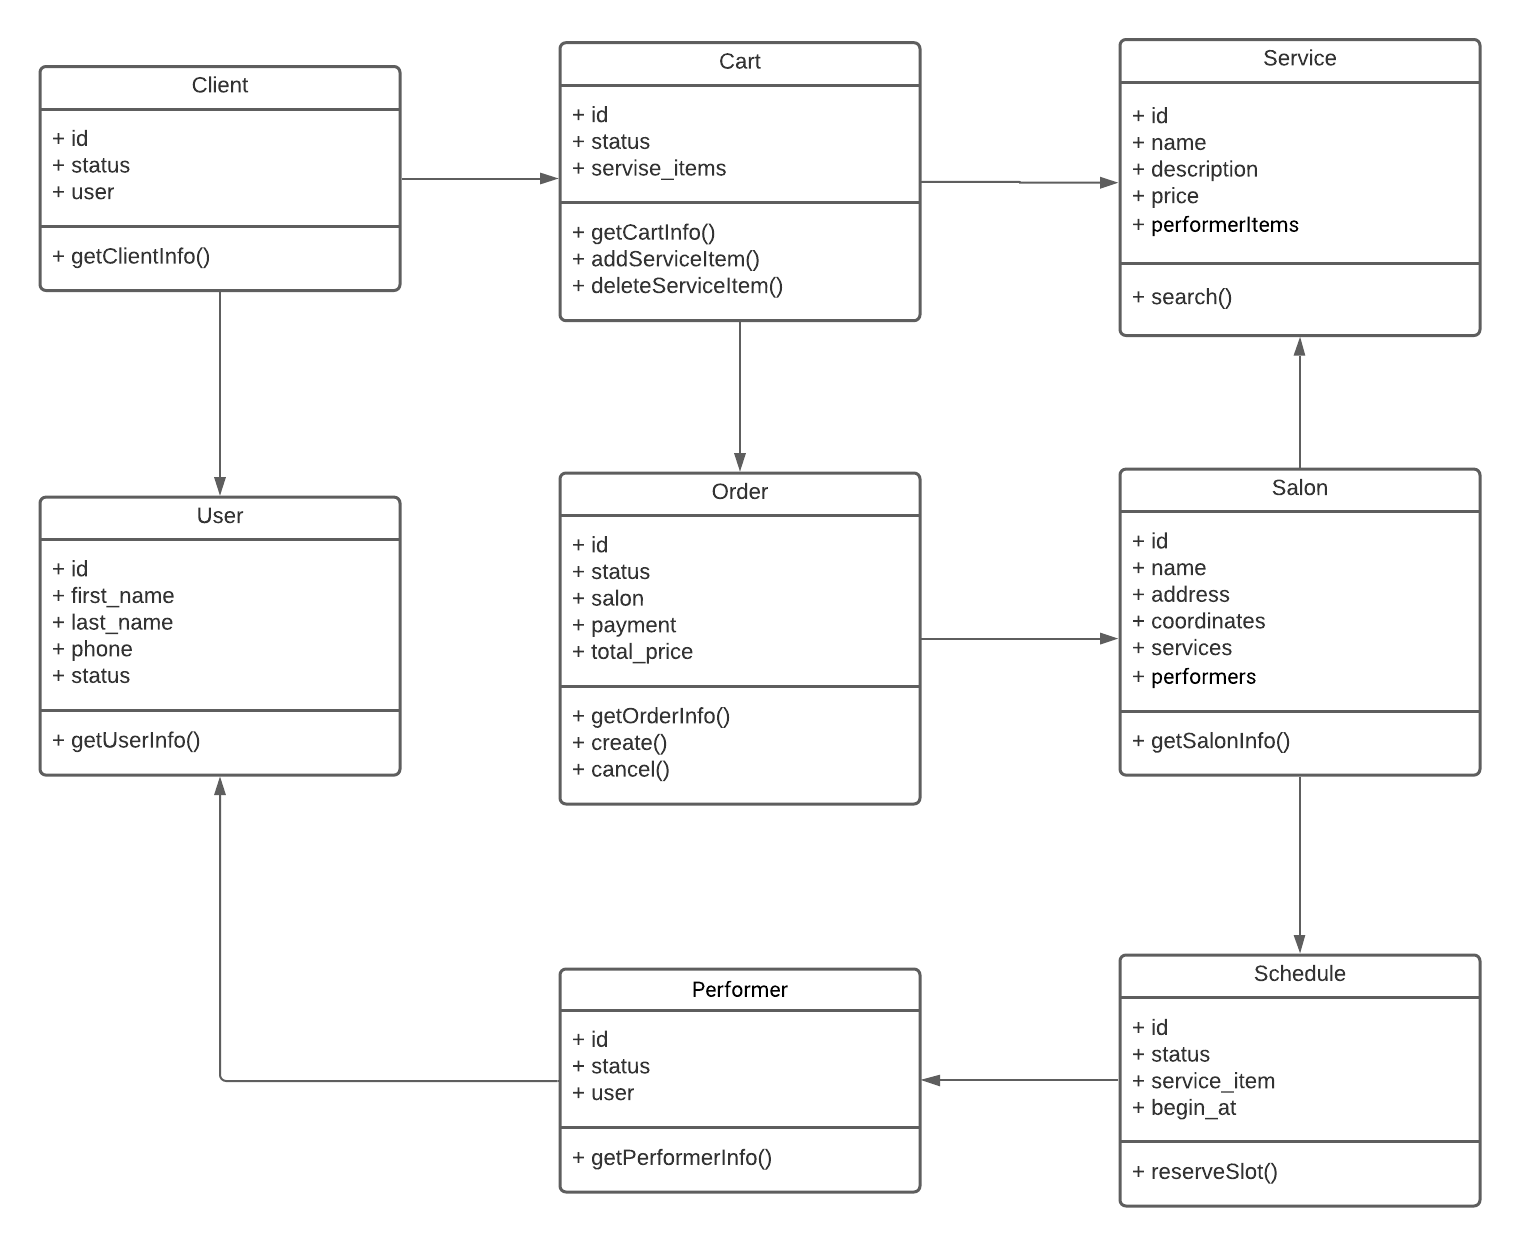 Client
+ id
+ status
+ user
+ getClientInfo()
Cart
+ id
+ status
+ servise_items
+ getCartInfo()
+ addServiceItem()
+ deleteServiceItem()
Service
+ id
+ name
+ description
+ price
+ performerItems
+ search()
User
+ id
+ first_name
+ last_name
+ phone
+ status
+ getUserInfo()
Order
+ id
+ status
+ salon
+ payment
+ total_price
+ getOrderInfo()
+ create()
+ cancel()
Salon
+ id
+ name
+ address
+ coordinates
+ services
+ performers
+ getSalonInfo()
Performer
+ id
+ status
+ user
+ getPerformerInfo()
Schedule
+ id
+ status
+ service_item
+ begin_at
+ reserveSlot()